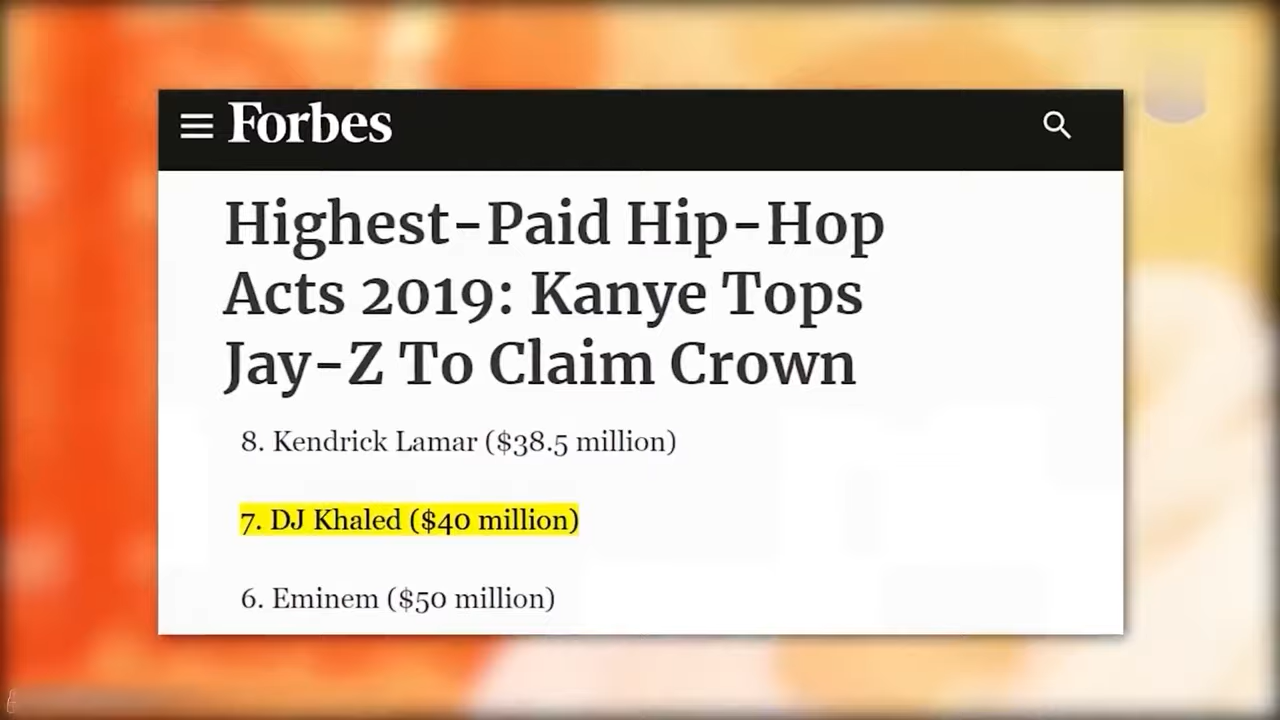 Forbes
Highest-Paid Hip-Hop
Acts 2019: Kanye Tops
Jay-Z To Claim Crown
8. Kendrick Lamar ($38.5 million)
7. DJ Khaled ($40 million)
6. Eminem ($50 million)